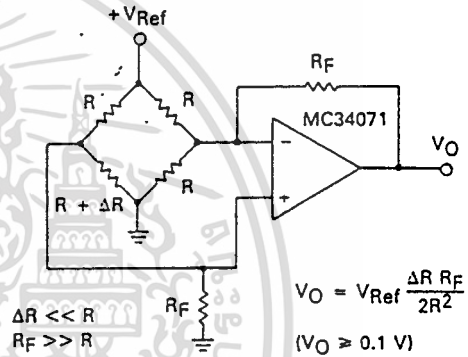 + VRef
R
R
RF
MC34071
VO
−
+
R + ΔR
R
RF
ΔR << R
RF >> R
VO = VRef ΔR RF / 2R²
(VO ≥ 0.1 V)